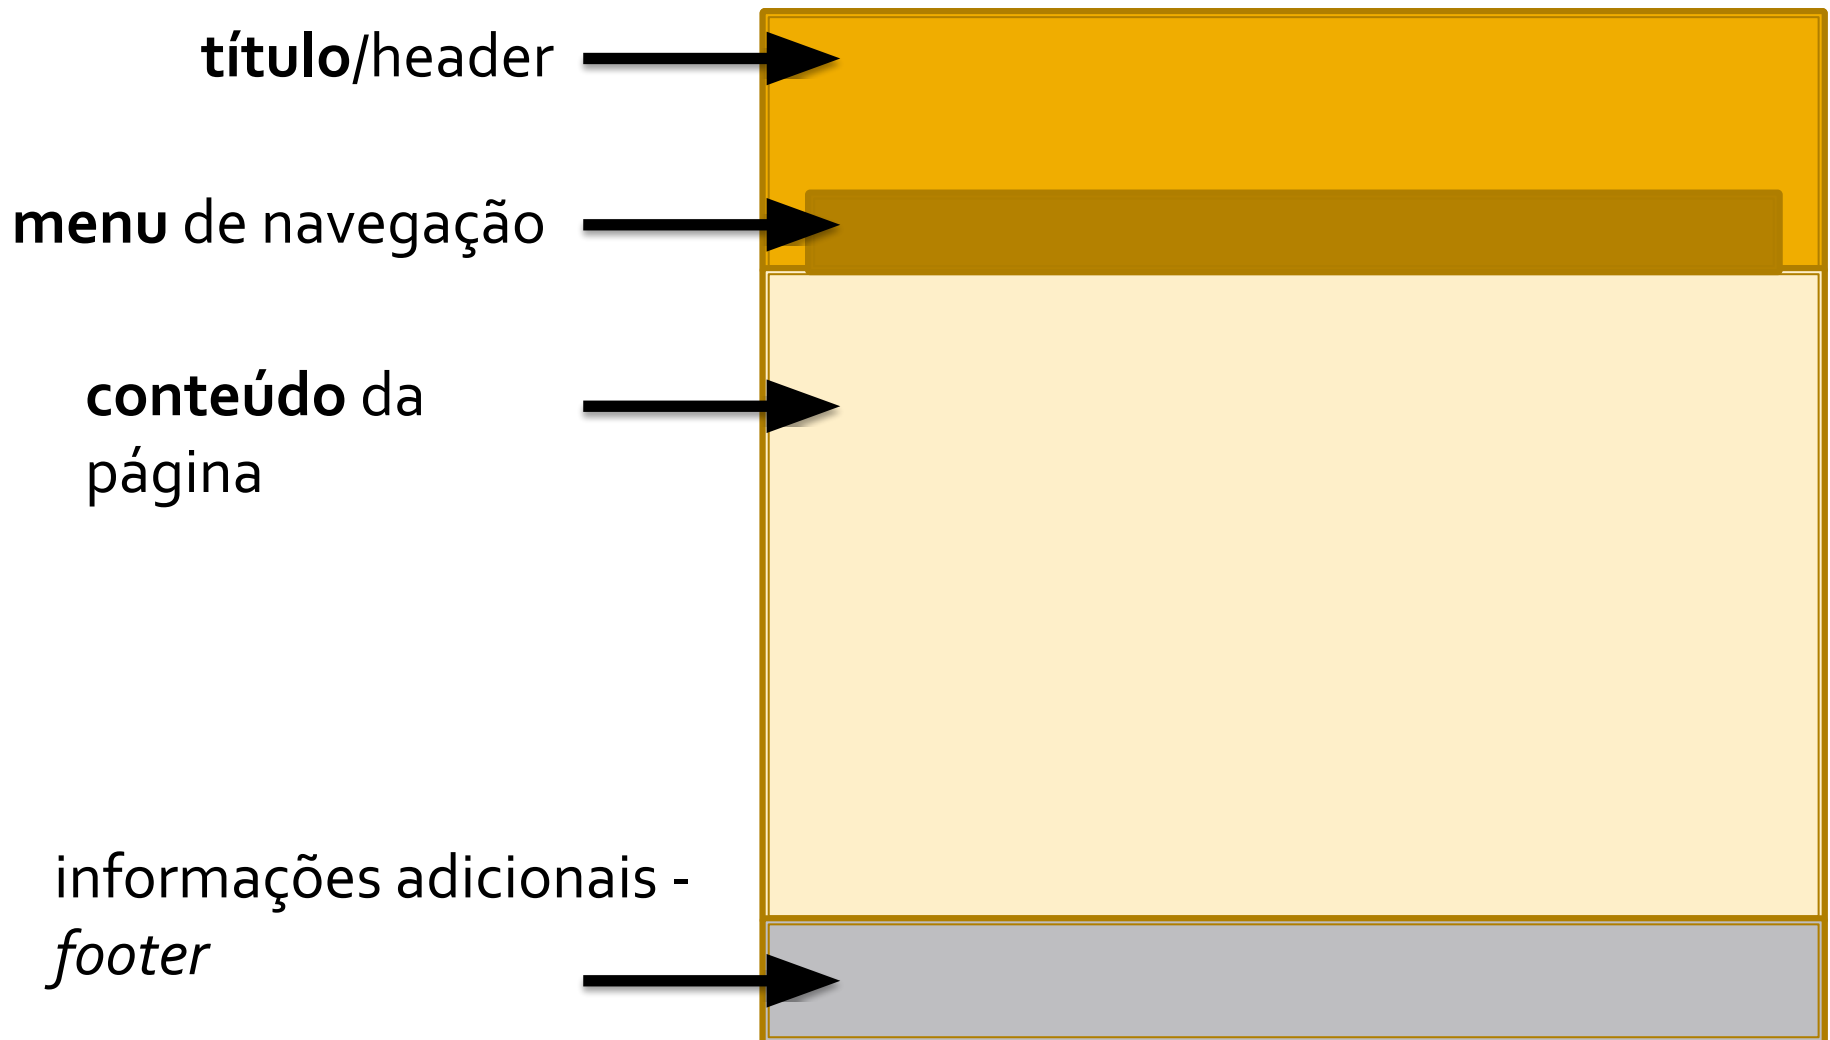 título/header
menu de navegação
conteúdo da
página
informações adicionais -
footer